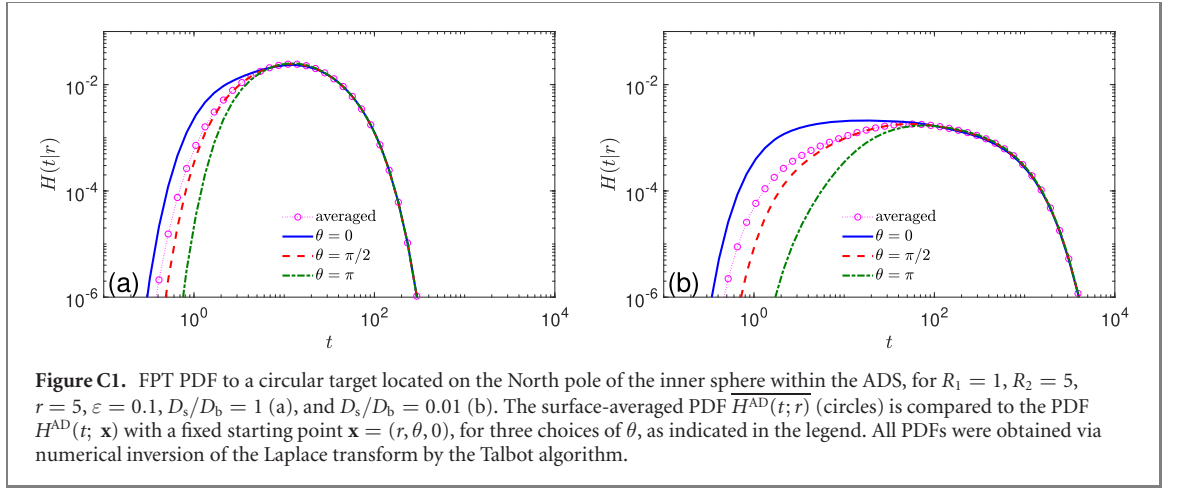 H(t|r)
10^{-2}
10^{-4}
10^{-6}
(a)
averaged
θ = 0
θ = π/2
θ = π
10^0
10^2
10^4
t
H(t|r)
10^{-2}
10^{-4}
10^{-6}
(b)
averaged
θ = 0
θ = π/2
θ = π
10^0
10^2
10^4
t
Figure C1. FPT PDF to a circular target located on the North pole of the inner sphere within the ADS, for R₁ = 1, R₂ = 5,
r = 5, ε = 0.1, Dₛ/D_b = 1 (a), and Dₛ/D_b = 0.01 (b). The surface-averaged PDF \overline{H^{AD}(t; r)} (circles) is compared to the PDF
H^{AD}(t; x) with a fixed starting point x = (r, θ, 0), for three choices of θ, as indicated in the legend. All PDFs were obtained via
numerical inversion of the Laplace transform by the Talbot algorithm.